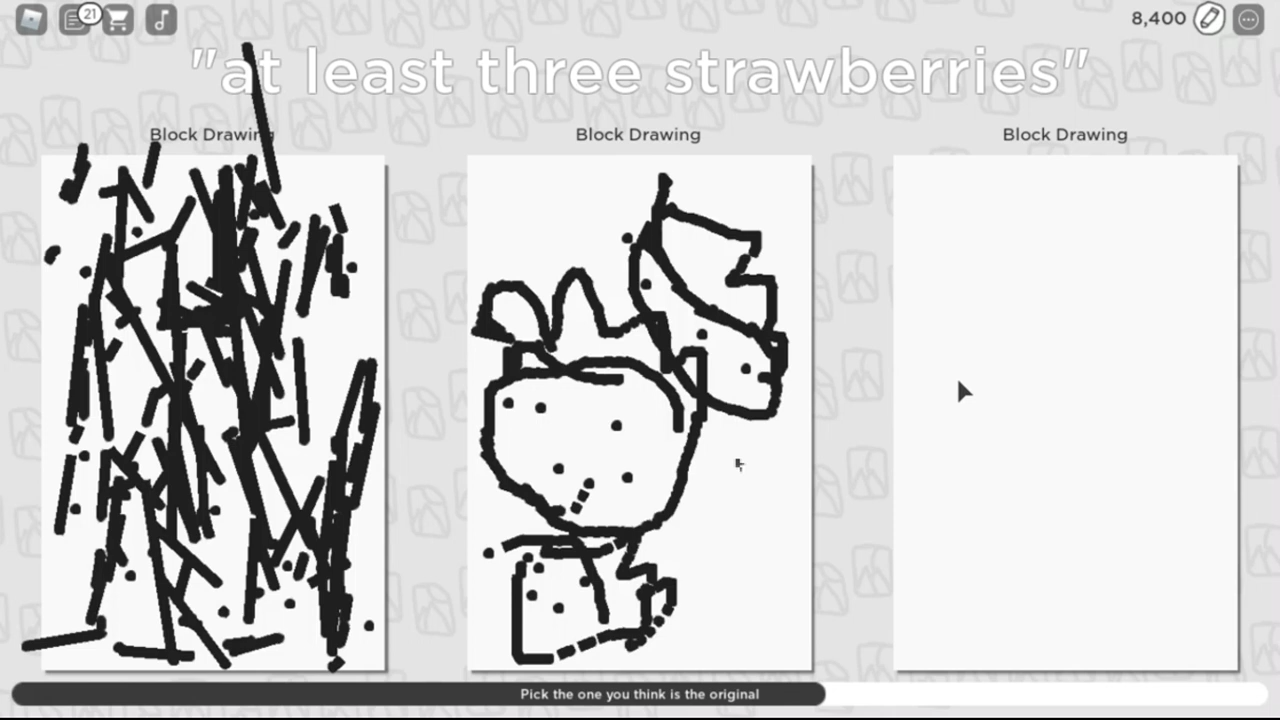 21
8,400
"at least three strawberries"
Block Drawing
Block Drawing
Block Drawing
Pick the one you think is the original